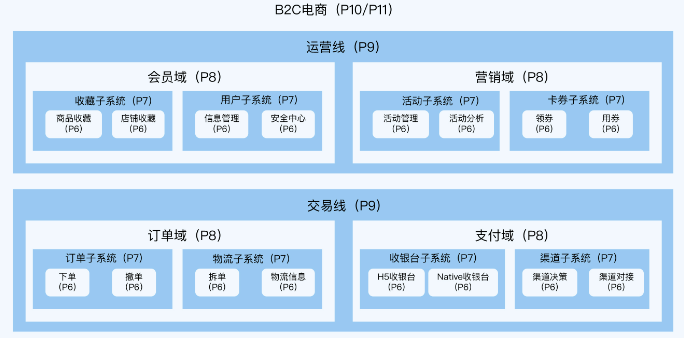 B2C电商（P10/P11）
运营线（P9）
会员域（P8）
营销域（P8）
收藏子系统（P7）
用户子系统（P7）
活动子系统（P7）
卡券子系统（P7）
商品收藏
（P6）
店铺收藏
（P6）
信息管理
（P6）
安全中心
（P6）
活动管理
（P6）
活动分析
（P6）
领券
（P6）
用券
（P6）
交易线（P9）
订单域（P8）
支付域（P8）
订单子系统（P7）
物流子系统（P7）
收银台子系统（P7）
渠道子系统（P7）
下单
（P6）
撤单
（P6）
拆单
（P6）
物流信息
（P6）
H5收银台
（P6）
Native收银台
（P6）
渠道决策
（P6）
渠道对接
（P6）